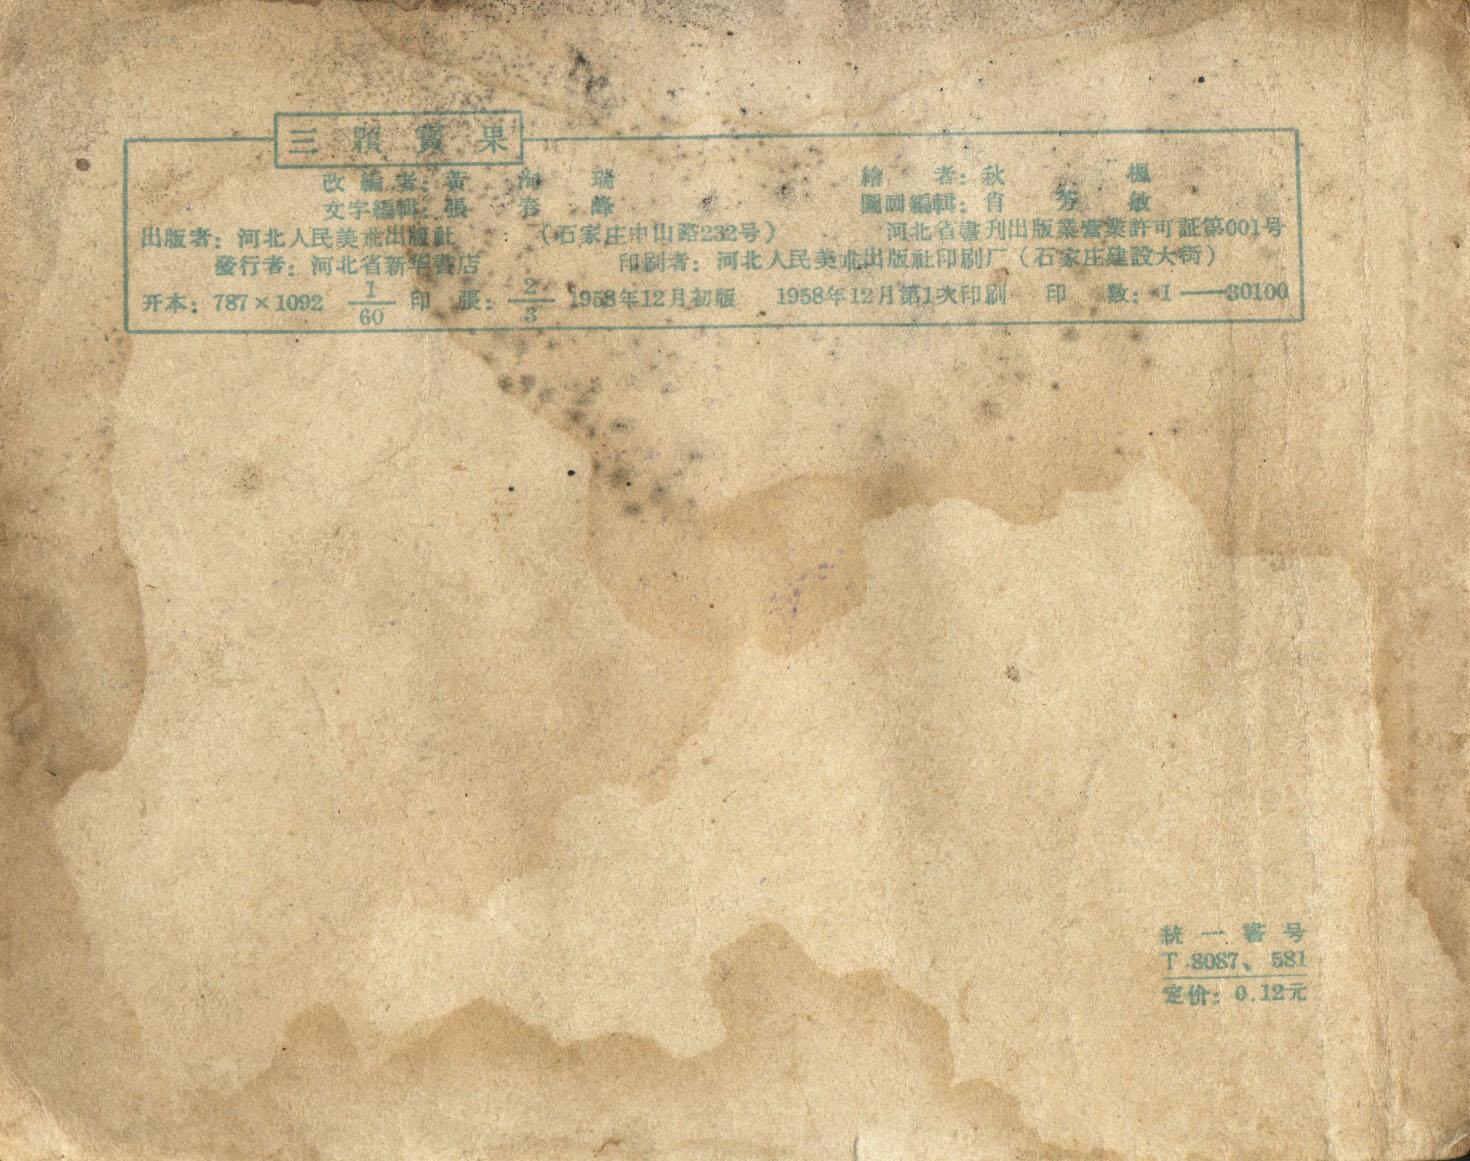 三顆寶果
改編者：黃海瑞　繪者：秋楓
文字編輯：張春峰　圖画編輯：肖芳敏
出版者：河北人民美朮出版社（石家庄中山路232号）河北省書刊出版業营業許可証第001号
發行者：河北省新华書店　印刷者：河北人民美朮出版社印刷厂（石家庄建設大街）
开本：787×1092 1/60 印張：2/3 1958年12月初版 1958年12月第1次印刷 印数：1——30100
統一書号
T 8087、581
定价：0.12元